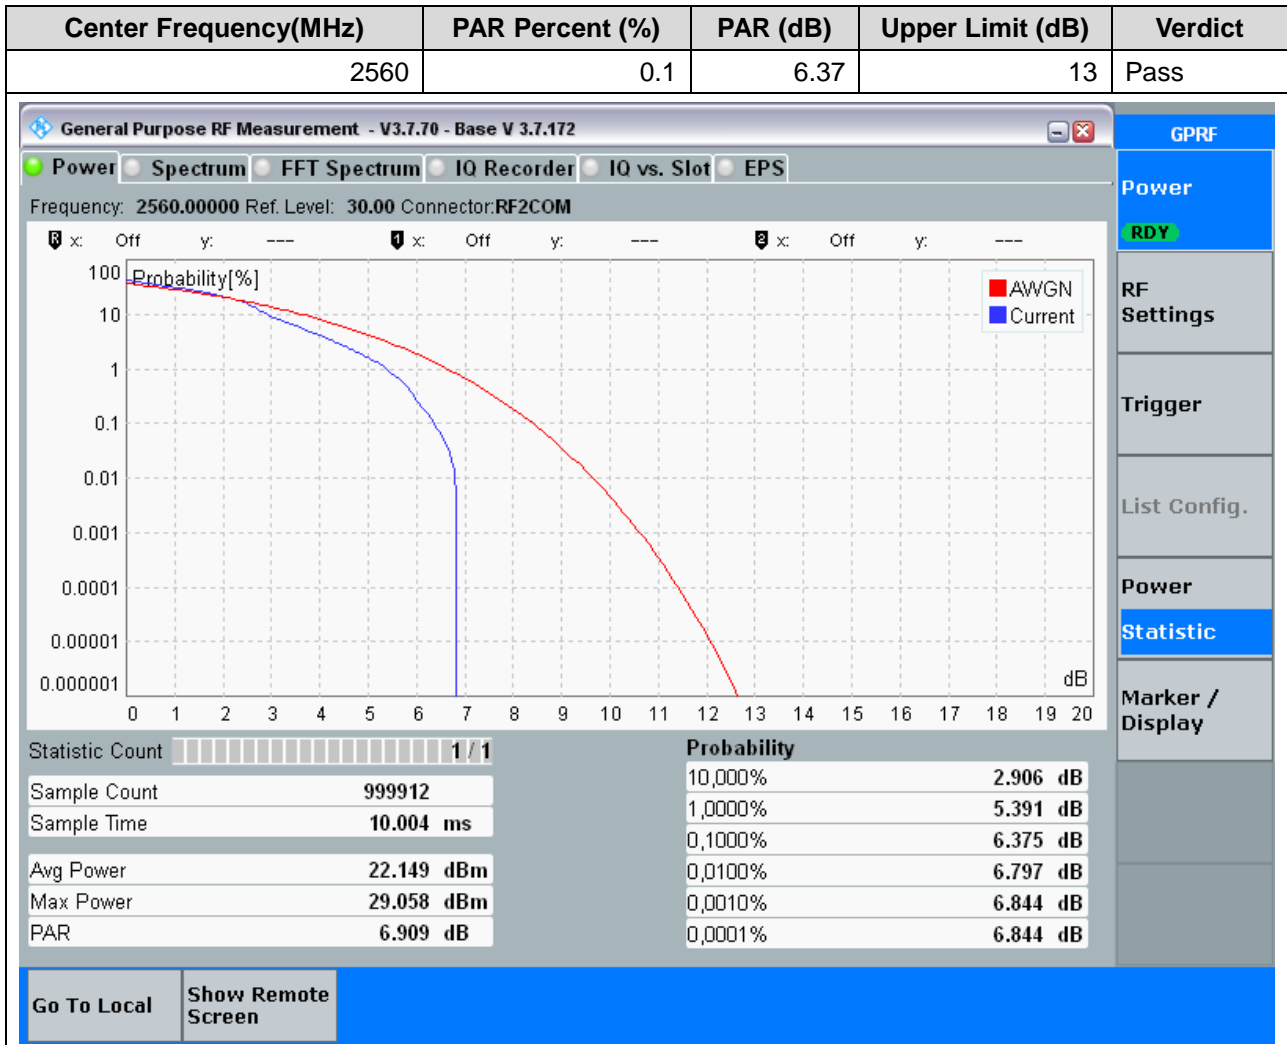 Center Frequency(MHz) PAR Percent (%) PAR (dB) Upper Limit (dB) Verdict
2560 0.1 6.37 13 Pass
General Purpose RF Measurement - V3.7.70 - Base V 3.7.172
GPRF
Power Spectrum FFT Spectrum IQ Recorder IQ vs. Slot EPS
Frequency: 2560.00000 Ref. Level: 30.00 Connector:RF2COM
R x: Off y: --- 1 x: Off y: --- 2 x: Off y: ---
Probability[%]
100
10
1
0.1
0.01
0.001
0.0001
0.00001
0.000001
AWGN
Current
dB
0 1 2 3 4 5 6 7 8 9 10 11 12 13 14 15 16 17 18 19 20
Statistic Count 1 / 1
Sample Count 999912
Sample Time 10.004 ms
Avg Power 22.149 dBm
Max Power 29.058 dBm
PAR 6.909 dB
Probability
10,000% 2.906 dB
1,0000% 5.391 dB
0,1000% 6.375 dB
0,0100% 6.797 dB
0,0010% 6.844 dB
0,0001% 6.844 dB
Power
RDY
RF
Settings
Trigger
List Config.
Power
Statistic
Marker /
Display
Go To Local
Show Remote
Screen